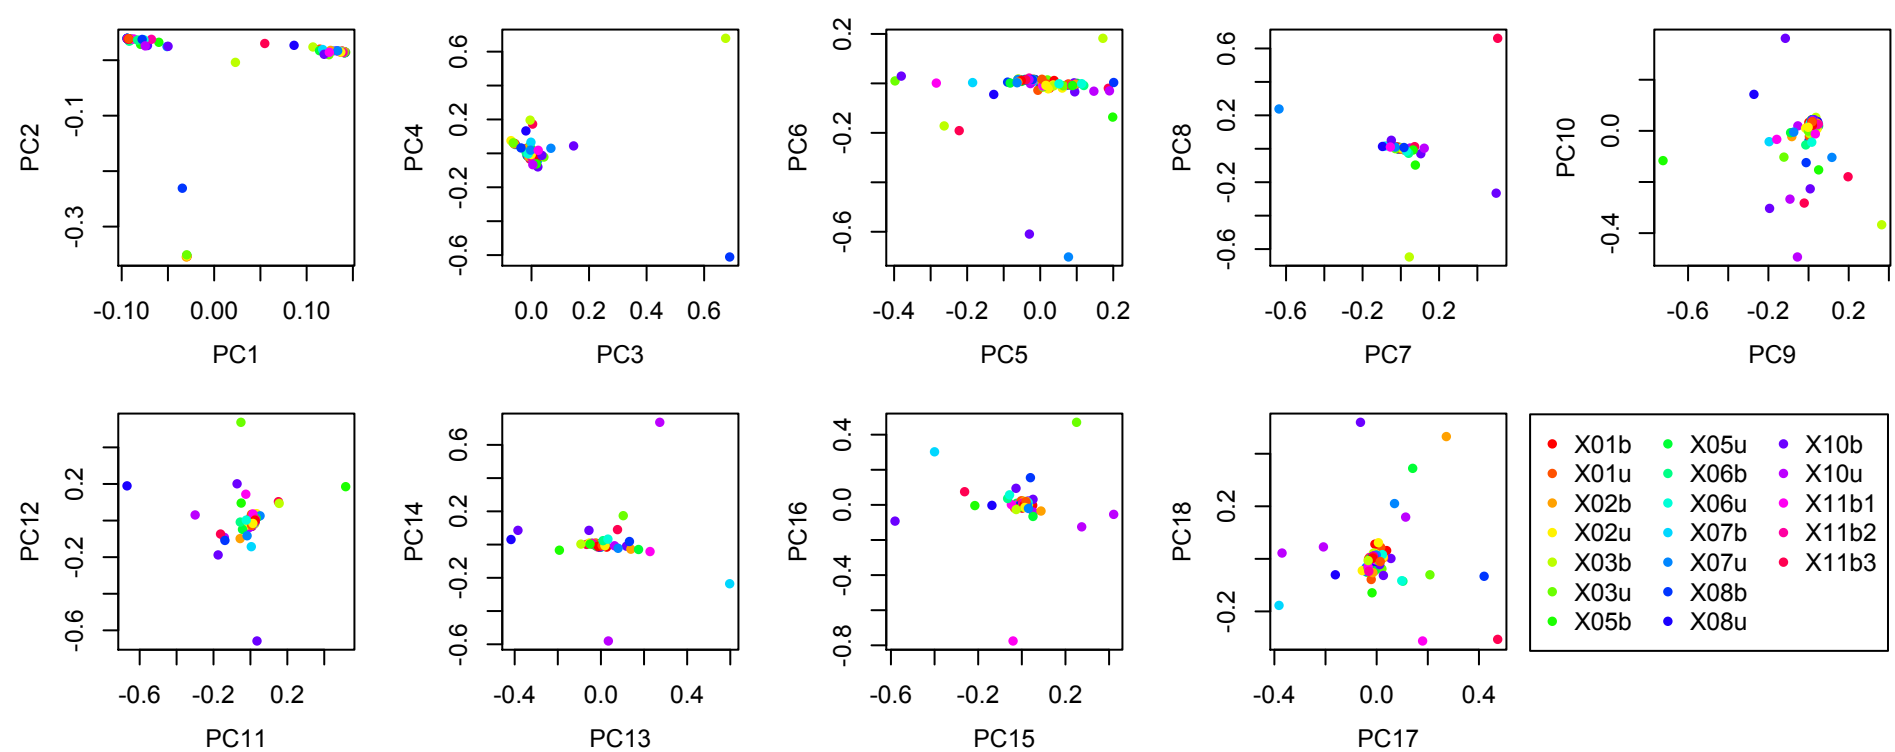 PC2
-0.3 -0.1
-0.10 0.00 0.10
PC1
PC4
-0.6 -0.2 0.2 0.6
0.0 0.2 0.4 0.6
PC3
PC6
-0.6 -0.2 0.2
-0.4 -0.2 0.0 0.2
PC5
PC8
-0.6 -0.2 0.2 0.6
-0.6 -0.2 0.2
PC7
PC10
-0.4 0.0
-0.6 -0.2 0.2
PC9
PC12
-0.6 -0.2 0.2
-0.6 -0.2 0.2
PC11
PC14
-0.6 -0.2 0.2 0.6
-0.4 0.0 0.4
PC13
PC16
-0.8 -0.4 0.0 0.4
-0.6 -0.2 0.2
PC15
PC18
-0.2 0.2
-0.4 0.0 0.4
PC17
X01b X05u X10b
X01u X06b X10u
X02b X06u X11b1
X02u X07b X11b2
X03b X07u X11b3
X03u X08b
X05b X08u